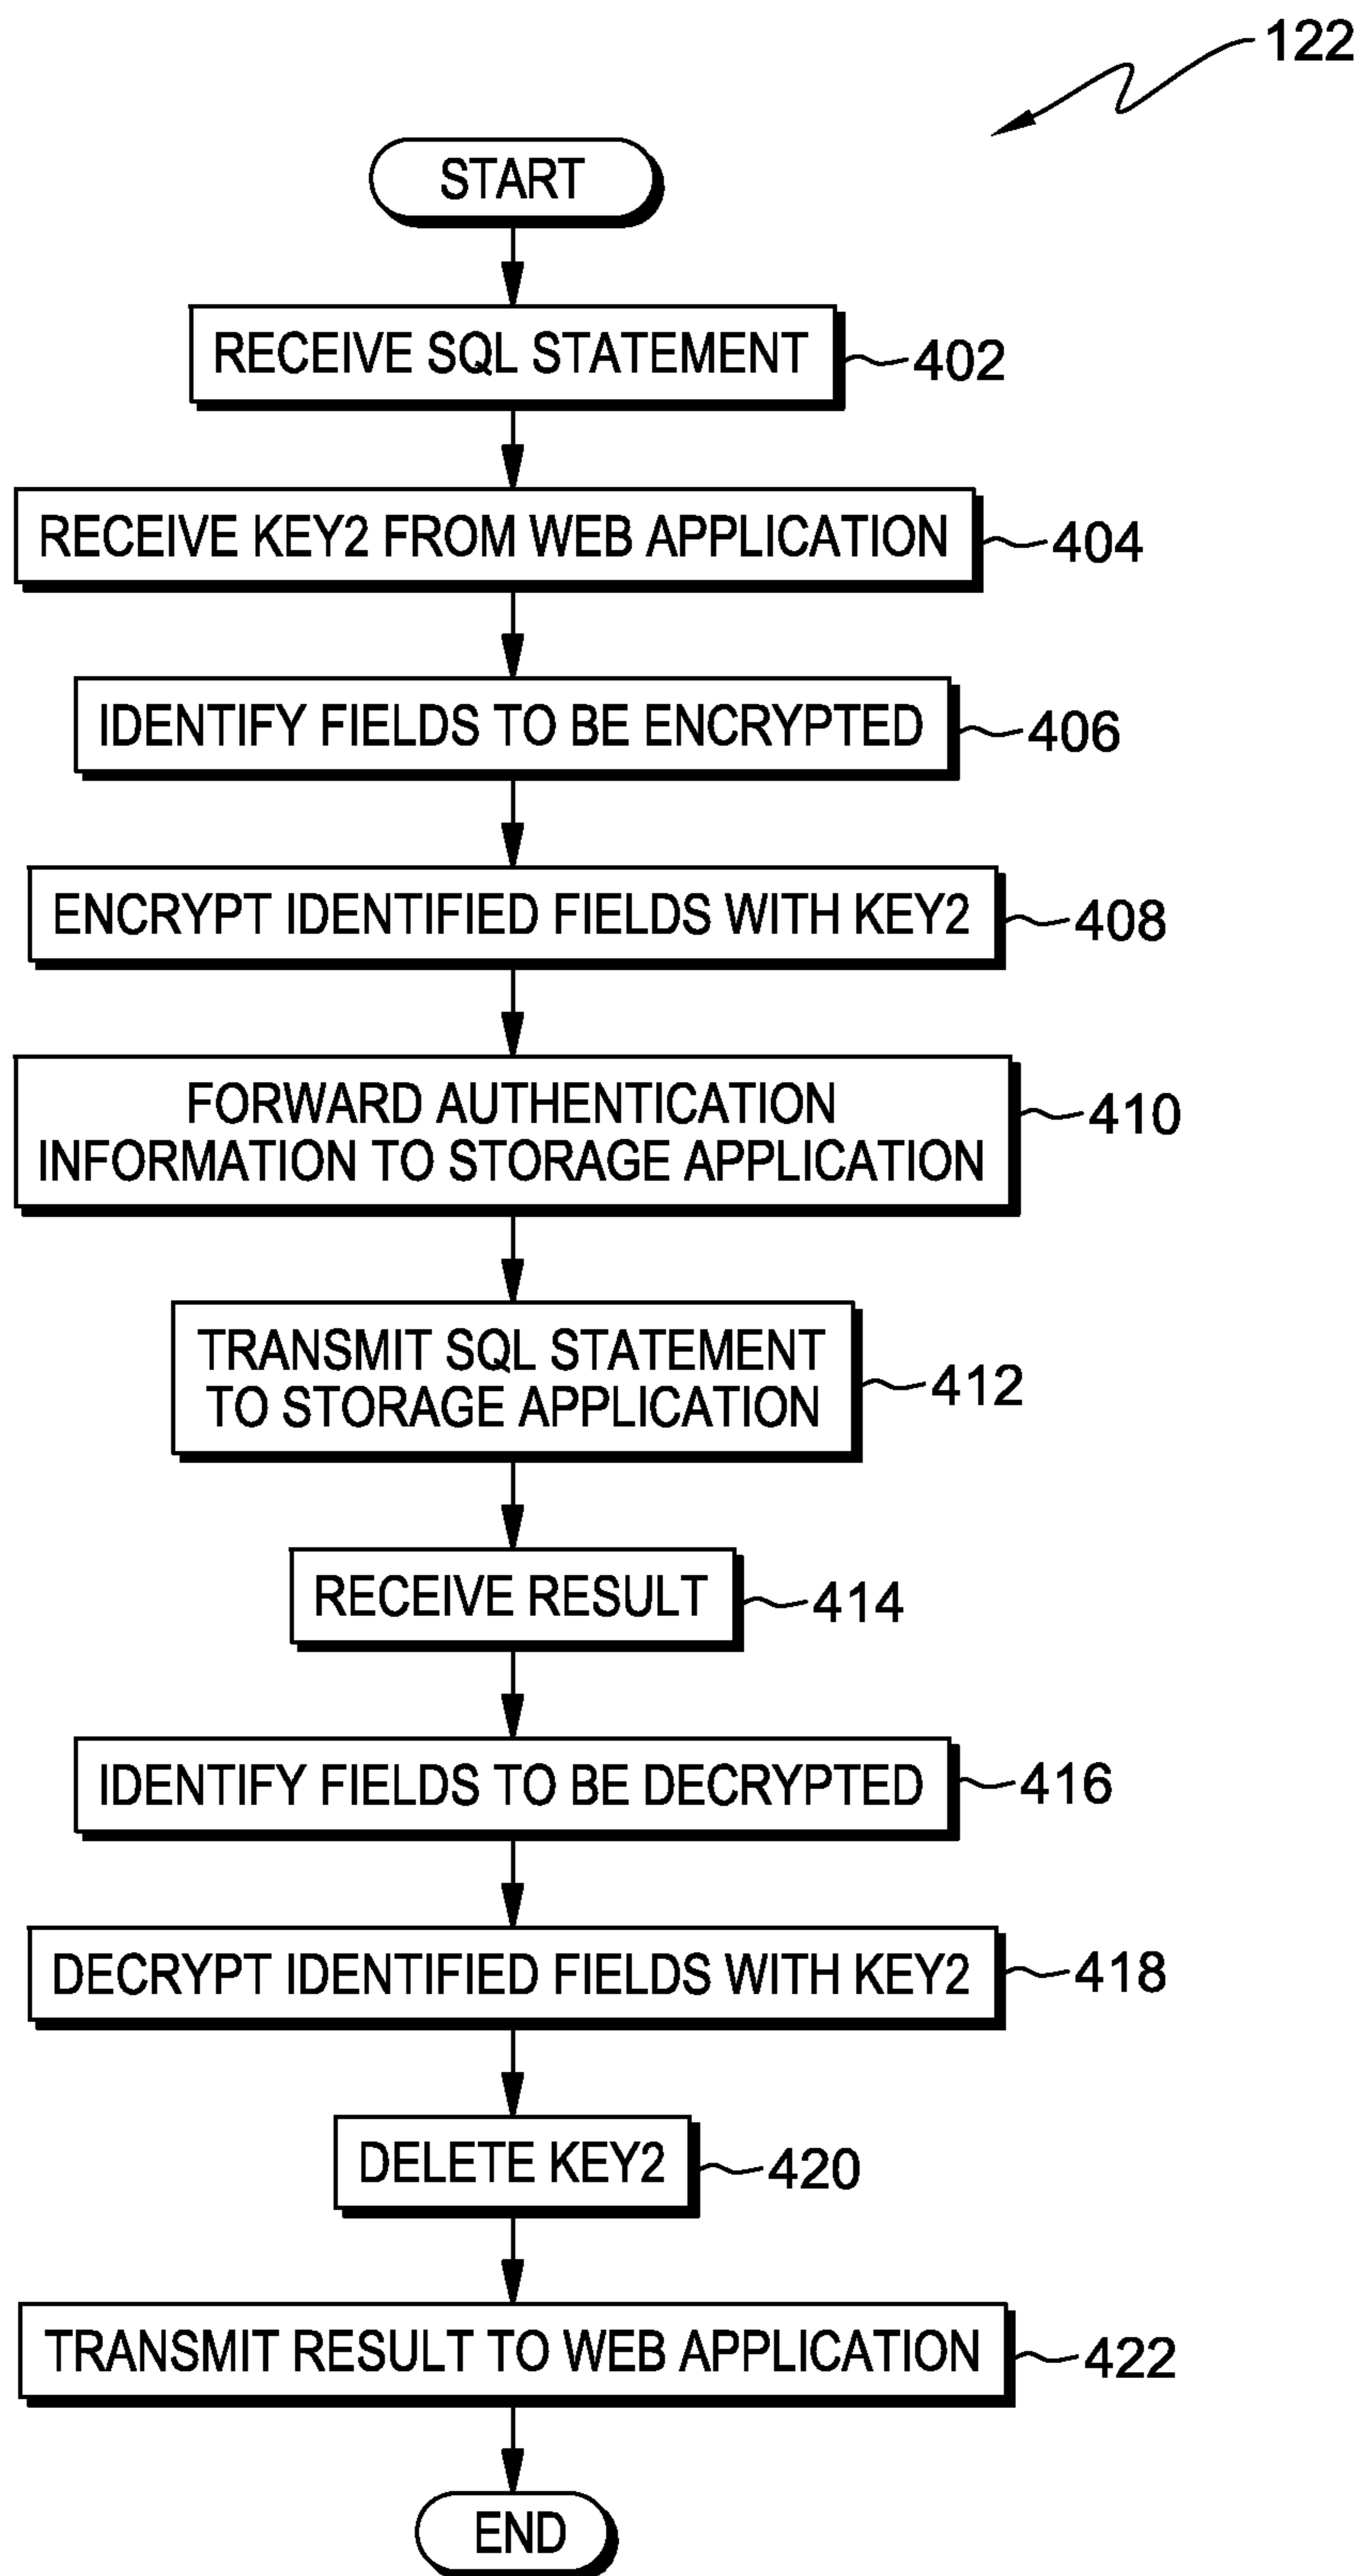 122
START
RECEIVE SQL STATEMENT
402
RECEIVE KEY2 FROM WEB APPLICATION
404
IDENTIFY FIELDS TO BE ENCRYPTED
406
ENCRYPT IDENTIFIED FIELDS WITH KEY2
408
FORWARD AUTHENTICATION
INFORMATION TO STORAGE APPLICATION
410
TRANSMIT SQL STATEMENT
TO STORAGE APPLICATION
412
RECEIVE RESULT
414
IDENTIFY FIELDS TO BE DECRYPTED
416
DECRYPT IDENTIFIED FIELDS WITH KEY2
418
DELETE KEY2
420
TRANSMIT RESULT TO WEB APPLICATION
422
END